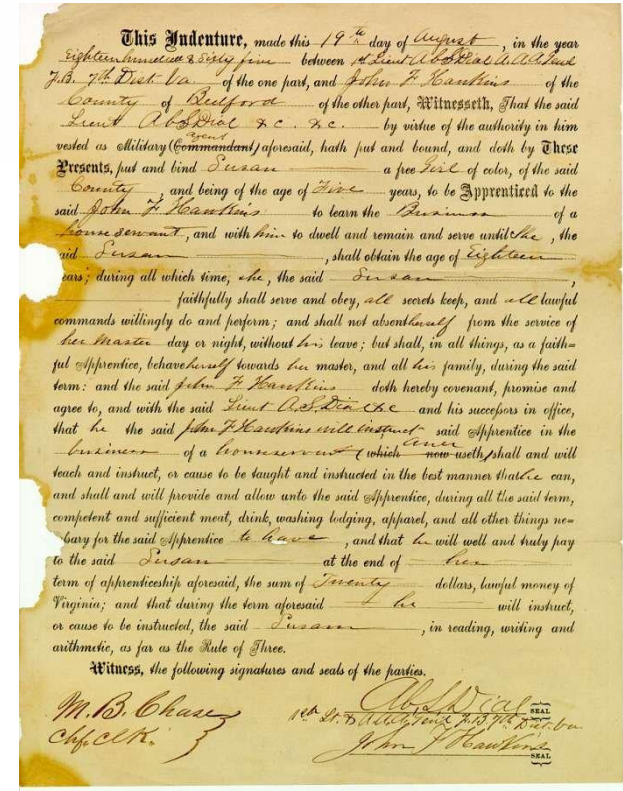 This Indenture, made this 19th day of August, in the year
Eighteen hundred & Sixty five between 1st Lieut Ab S Dial A. A.
F. B. 7th Dist Va of the one part, and John F Hawkins of the
County of Bedford of the other part, Witnesseth, That the said
Lieut Ab S Dial &c. &c. by virtue of the authority in him
vested as Military (Commandant) agent aforesaid, hath put and bound, and doth by These
Presents, put and bind Susan a free Girl of color, of the said
County, and being of the age of Five years, to be Apprenticed to the
said John F Hawkins to learn the Business of a
houseservant, and with him to dwell and remain and serve until She, the
aid Susan, shall obtain the age of Eighteen
ears; during all which time, she, the said Susan,
faithfully shall serve and obey, all secrets keep, and all lawful
commands willingly do and perform; and shall not absent herself from the service of
her master day or night, without his leave; but shall, in all things, as a faith=
ful Apprentice, behave herself towards her master, and all his family, during the said
term: and the said John F Hawkins doth hereby covenant, promise and
agree to, and with the said Lieut A. S. Dial &c and his successors in office,
that he the said John F Hawkins will instruct said Apprentice in the
business of a houseservant (which now useth,) shall and will
teach and instruct, or cause to be taught and instructed in the best manner that he can,
and shall and will provide and allow unto the said Apprentice, during all the said term,
competent and sufficient meat, drink, washing lodging, apparel, and all other things ne=
sary for the said Apprentice to have, and that he will well and truly pay
to the said Susan at the end of her
term of apprenticeship aforesaid, the sum of Twenty dollars, lawful money of
Virginia; and that during the term aforesaid he will instruct,
or cause to be instructed, the said Susan, in reading, writing and
arithmetic, as far as the Rule of Three.
Witness, the following signatures and seals of the parties.
M. B. Chase
Chf. Clk.
Ab. S. Dial SEAL
1st Lt. & F. B. 7th Dist. Va
John F Hawkins SEAL